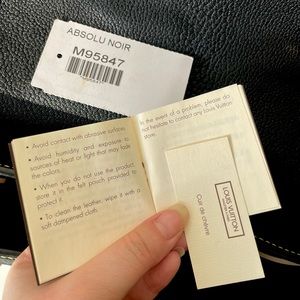 ABSOLU NOIR
M95847
• Avoid contact with abrasive surfaces.
• Avoid humidity and exposure to
sources of heat or light that may fade
the colors.
• When you do not use the product,
store it in the felt pouch provided to
protect it.
• To clean the leather, wipe it with a
soft dampened cloth.
In the event of a problem, please do
not hesitate to contact any Louis Vuitton
store.
LOUIS VUITTON
Cuir de chèvre